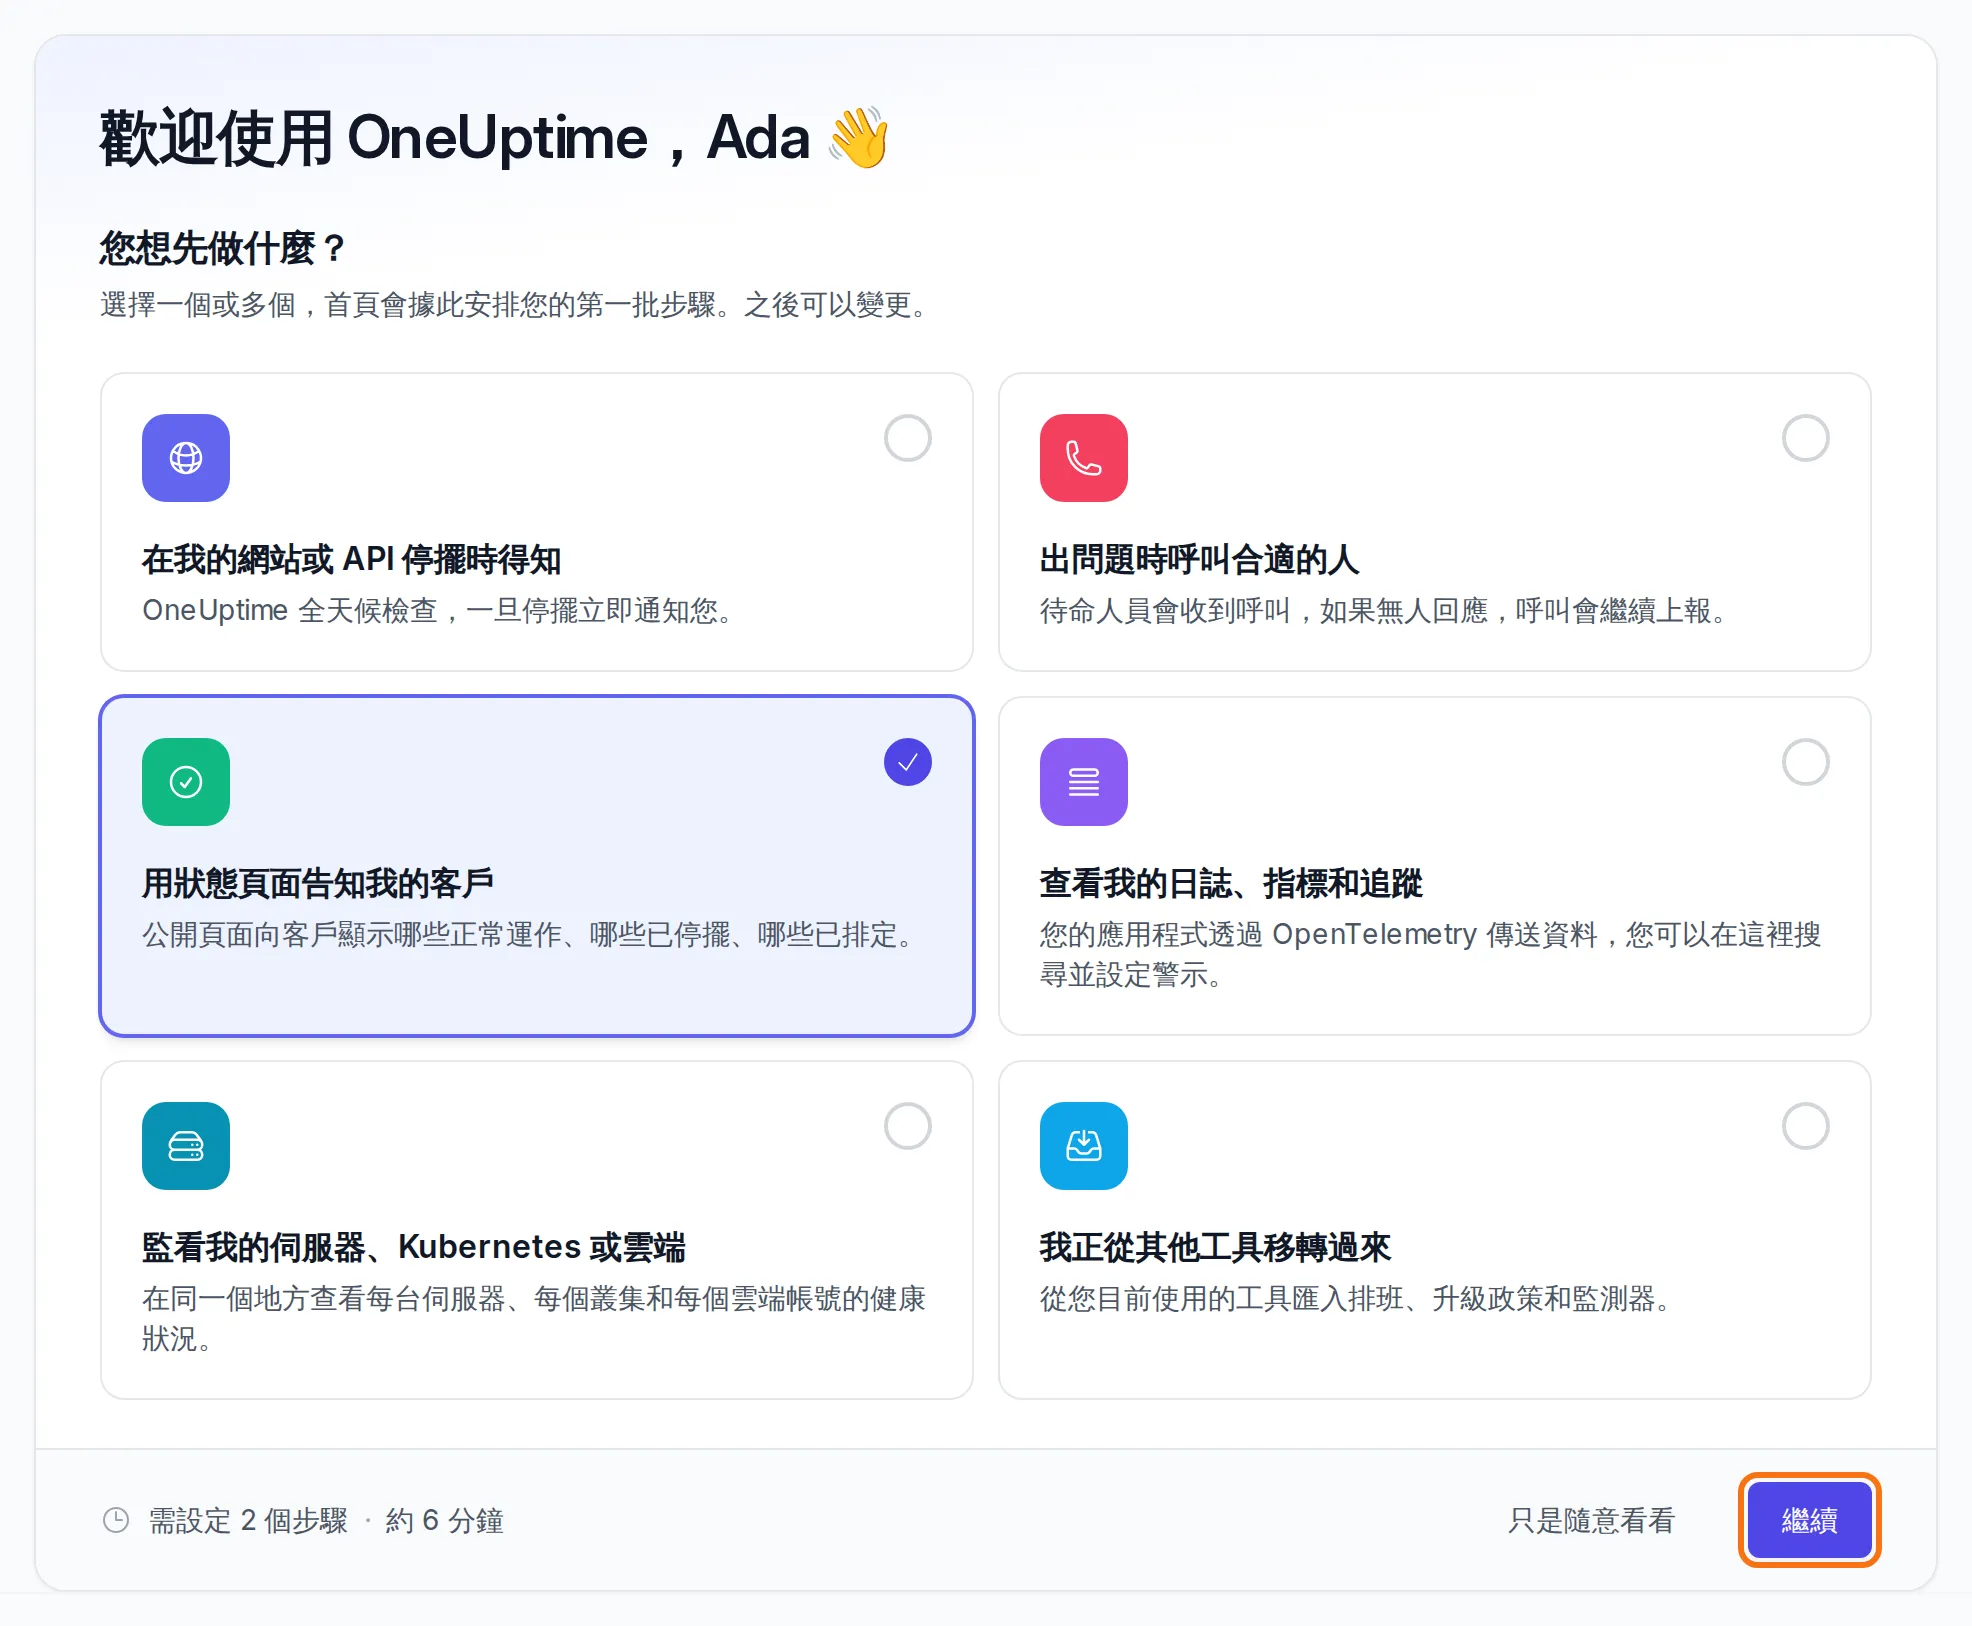 歡迎使用 OneUptime，Ada 👋
您想先做什麼？
選擇一個或多個，首頁會據此安排您的第一批步驟。之後可以變更。
在我的網站或 API 停擺時得知
OneUptime 全天候檢查，一旦停擺立即通知您。
出問題時呼叫合適的人
待命人員會收到呼叫，如果無人回應，呼叫會繼續上報。
用狀態頁面告知我的客戶
公開頁面向客戶顯示哪些正常運作、哪些已停擺、哪些已排定。
查看我的日誌、指標和追蹤
您的應用程式透過 OpenTelemetry 傳送資料，您可以在這裡搜
尋並設定警示。
監看我的伺服器、Kubernetes 或雲端
在同一個地方查看每台伺服器、每個叢集和每個雲端帳號的健康
狀況。
我正從其他工具移轉過來
從您目前使用的工具匯入排班、升級政策和監測器。
需設定 2 個步驟 · 約 6 分鐘
只是隨意看看
繼續